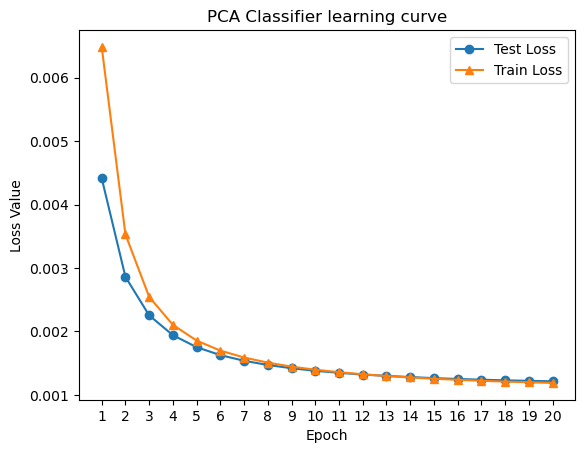 PCA Classifier learning curve
Test Loss
Train Loss
0.006
0.005
0.004
0.003
0.002
0.001
Loss Value
1 2 3 4 5 6 7 8 9 10 11 12 13 14 15 16 17 18 19 20
Epoch